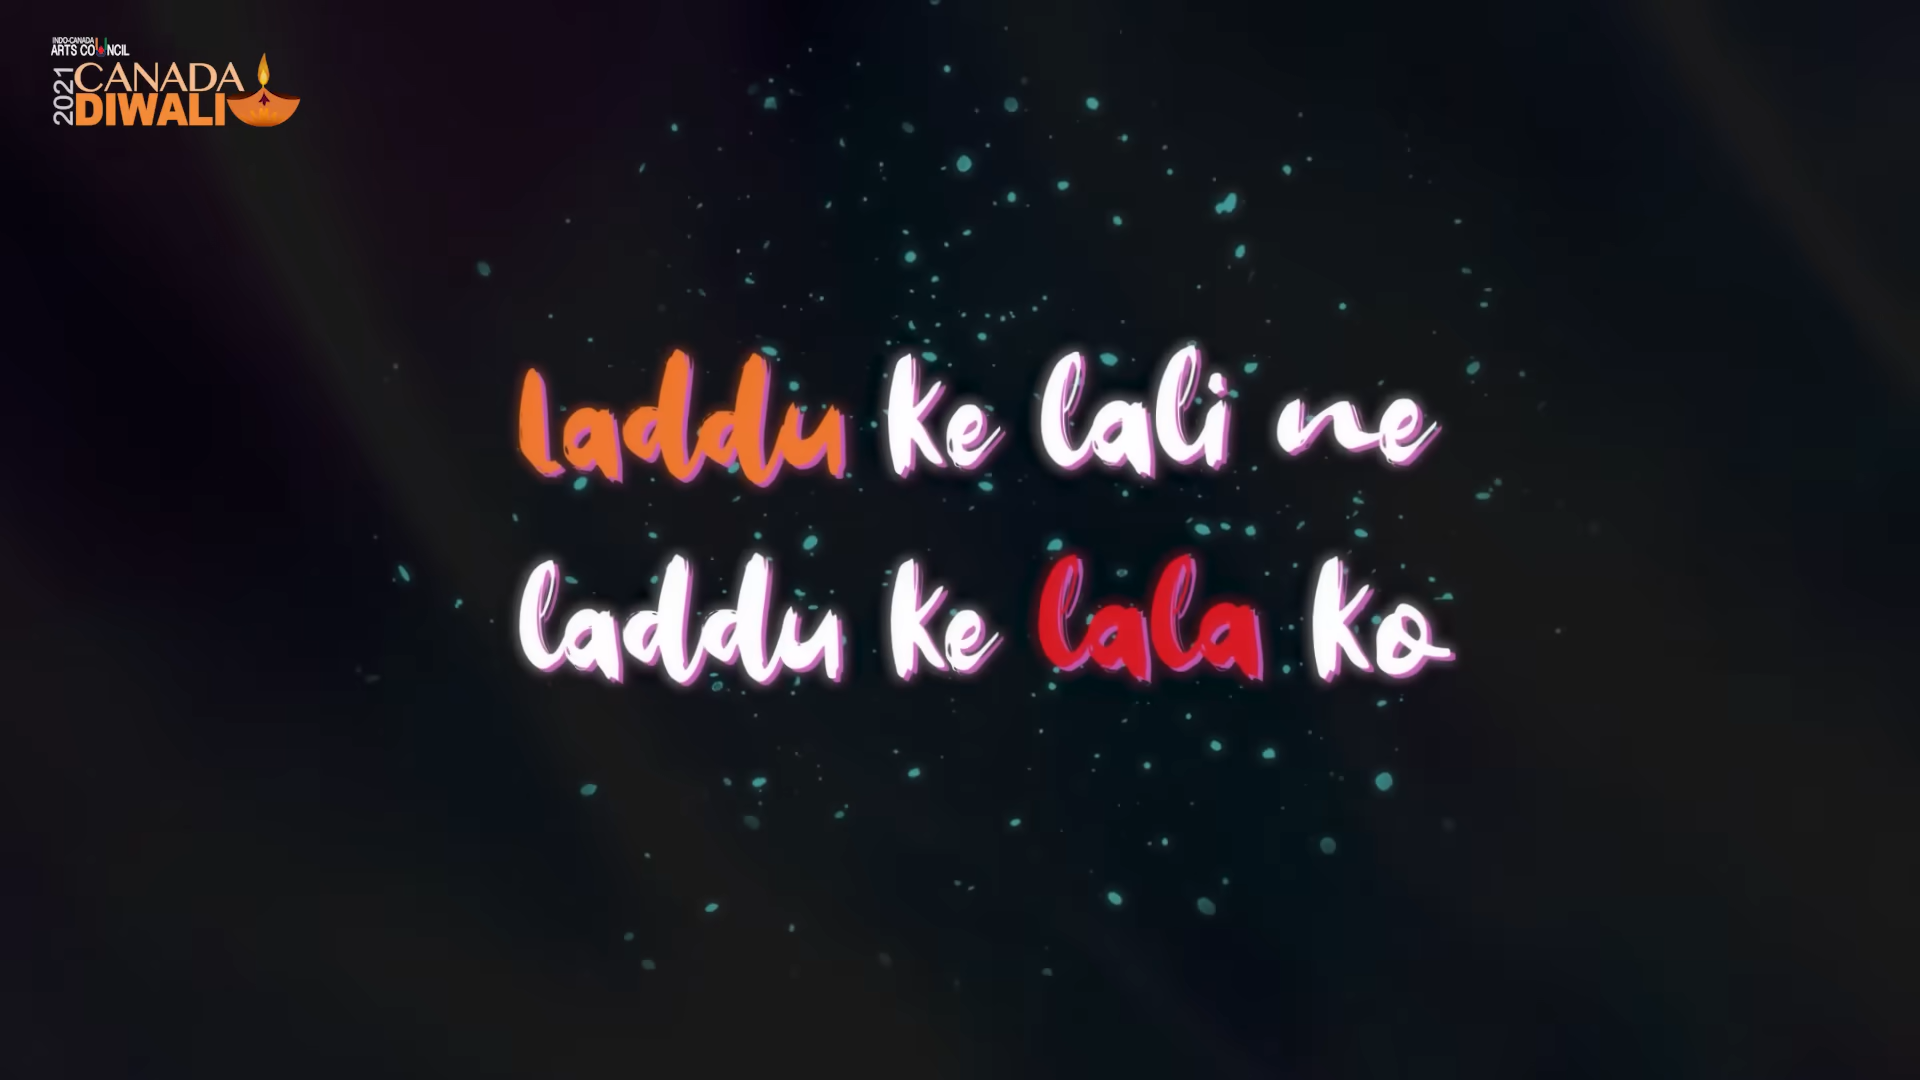 INDO-CANADA
ARTS COUNCIL
2021
CANADA
DIWALI
Laddu ke lali ne
laddu ke lala ko